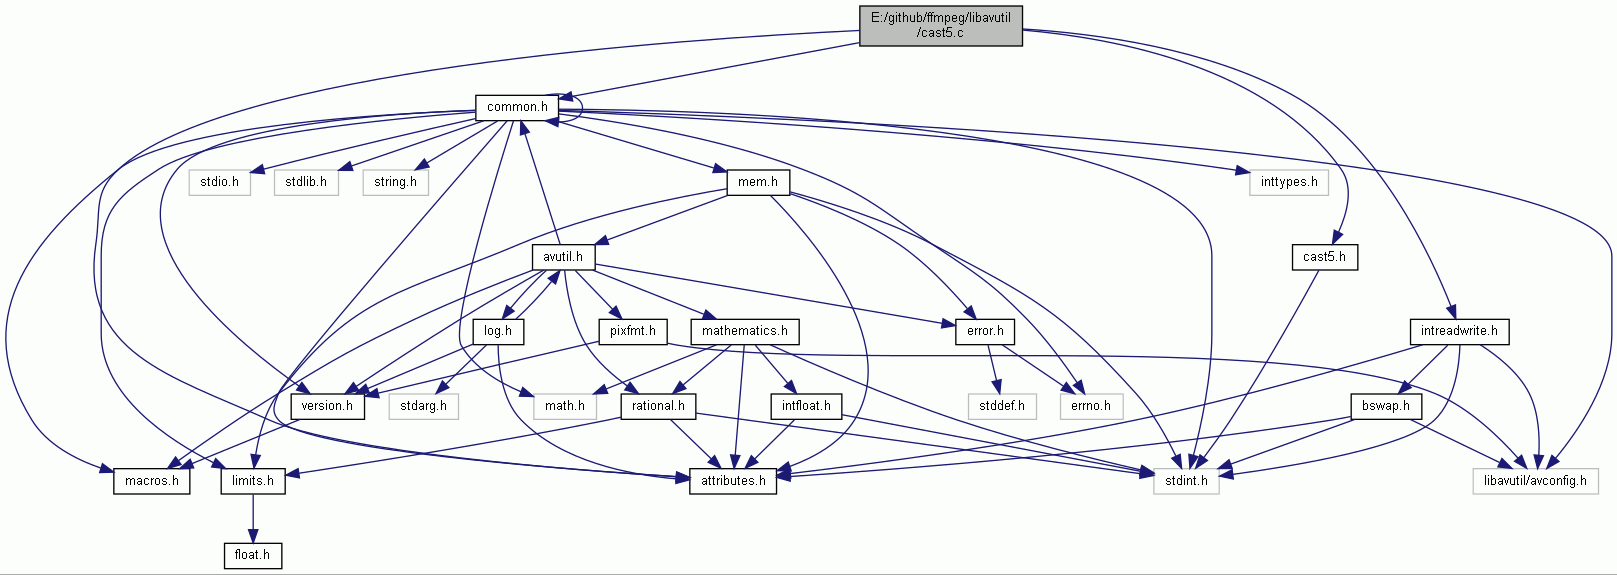 E:/github/ffmpeg/libavutil
/cast5.c
common.h
stdio.h
stdlib.h
string.h
mem.h
inttypes.h
avutil.h
cast5.h
log.h
pixfmt.h
mathematics.h
error.h
intreadwrite.h
version.h
stdarg.h
math.h
rational.h
intfloat.h
stddef.h
errno.h
bswap.h
macros.h
limits.h
attributes.h
stdint.h
libavutil/avconfig.h
float.h